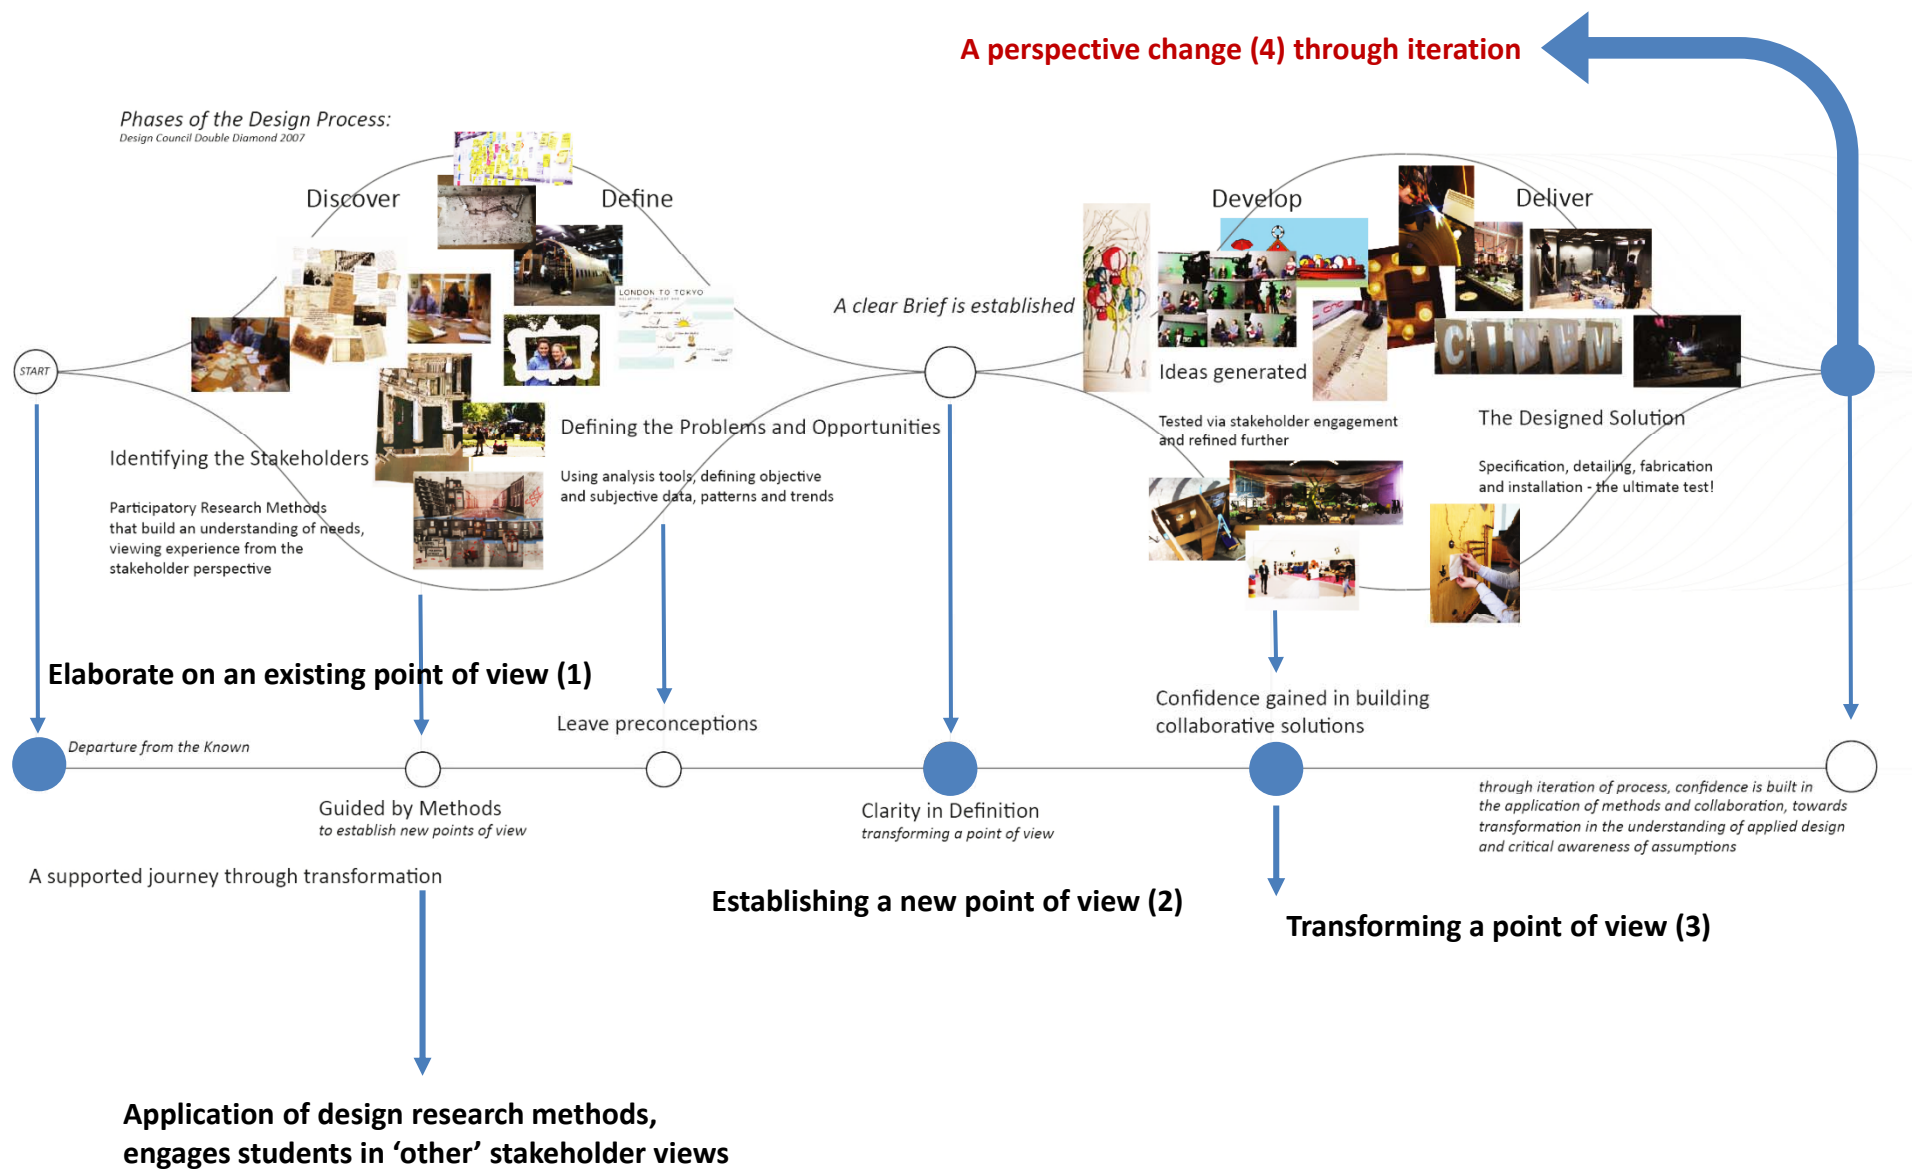 A perspective change (4) through iteration
Phases of the Design Process:
Design Council Double Diamond 2007
Discover
Define
Develop
Deliver
LONDON TO TOKYO
A clear Brief is established
START
CINEM
Ideas generated
Tested via stakeholder engagement
and refined further
The Designed Solution
Specification, detailing, fabrication
and installation - the ultimate test!
Defining the Problems and Opportunities
Using analysis tools, defining objective
and subjective data, patterns and trends
Identifying the Stakeholders
Participatory Research Methods
that build an understanding of needs,
viewing experience from the
stakeholder perspective
Elaborate on an existing point of view (1)
Departure from the Known
Leave preconceptions
Confidence gained in building
collaborative solutions
Guided by Methods
to establish new points of view
Clarity in Definition
transforming a point of view
through iteration of process, confidence is built in
the application of methods and collaboration, towards
transformation in the understanding of applied design
and critical awareness of assumptions
A supported journey through transformation
Establishing a new point of view (2)
Transforming a point of view (3)
Application of design research methods,
engages students in ‘other’ stakeholder views